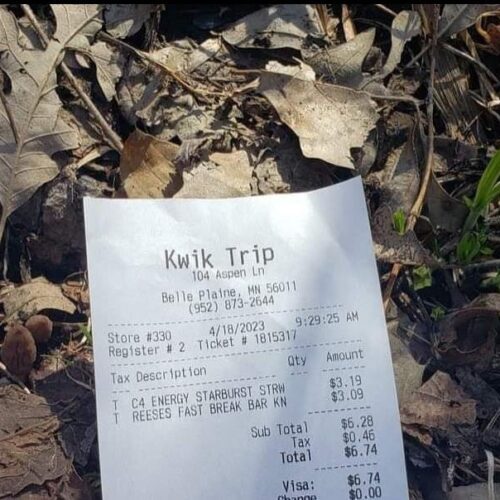 Kwik Trip
104 Aspen Ln
Belle Plaine, MN 56011
(952) 873-2644
Store #330 4/18/2023 9:29:25 AM
Register # 2 Ticket # 1815317
Tax Description Qty Amount
T C4 ENERGY STARBURST STRW $3.19
T REESES FAST BREAK BAR KN $3.09
Sub Total $6.28
Tax $0.46
Total $6.74
Visa: $6.74
Change $0.00